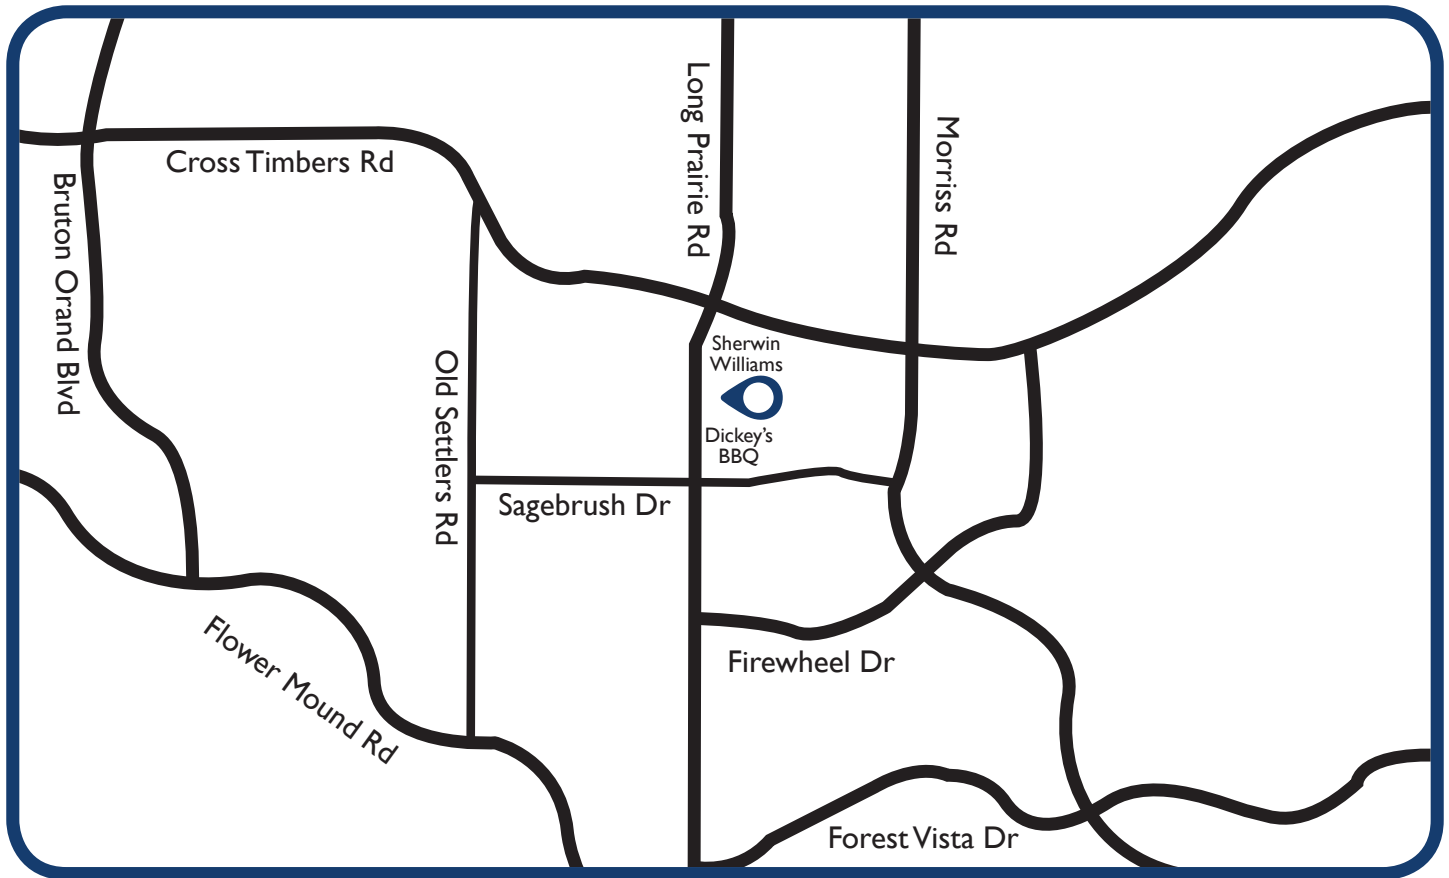 Long Prairie Rd
Morriss Rd
Cross Timbers Rd
Bruton Orand Blvd
Sherwin
Williams
Old Settlers Rd
Dickey's
BBQ
Sagebrush Dr
Flower Mound Rd
Firewheel Dr
Forest Vista Dr